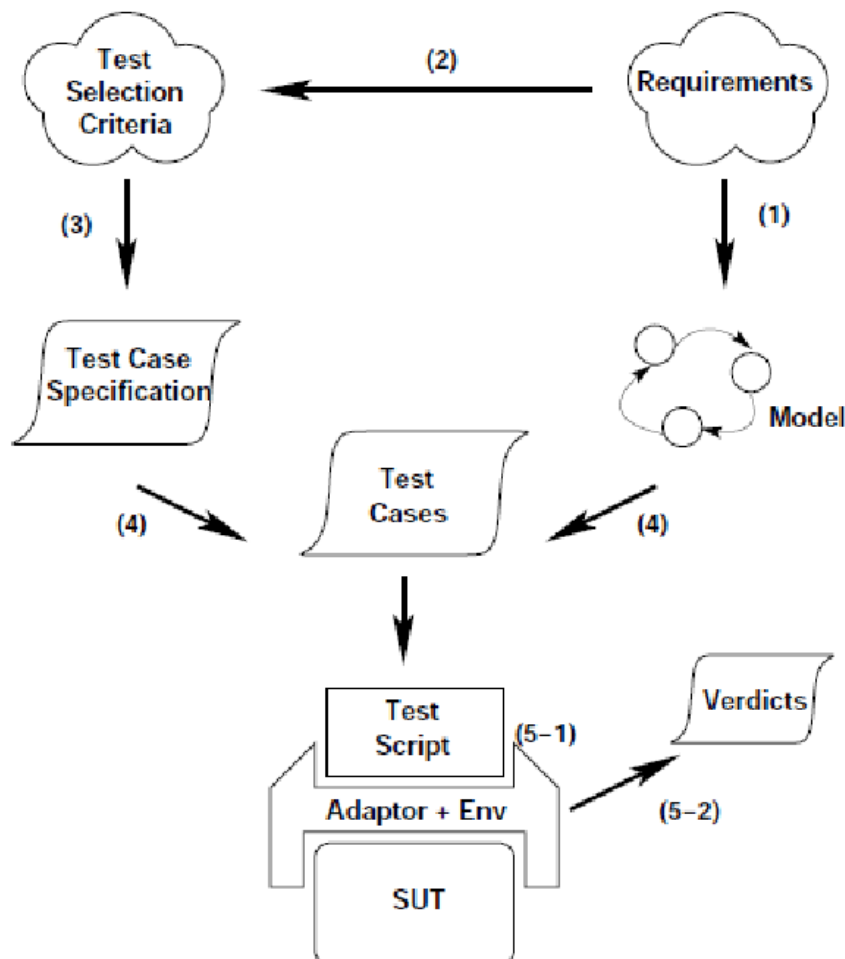 Test
Selection
Criteria
(2)
Requirements
(3)
(1)
Test Case
Specification
Model
Test
Cases
(4)
(4)
Test
Script
(5-1)
Verdicts
Adaptor + Env
(5-2)
SUT